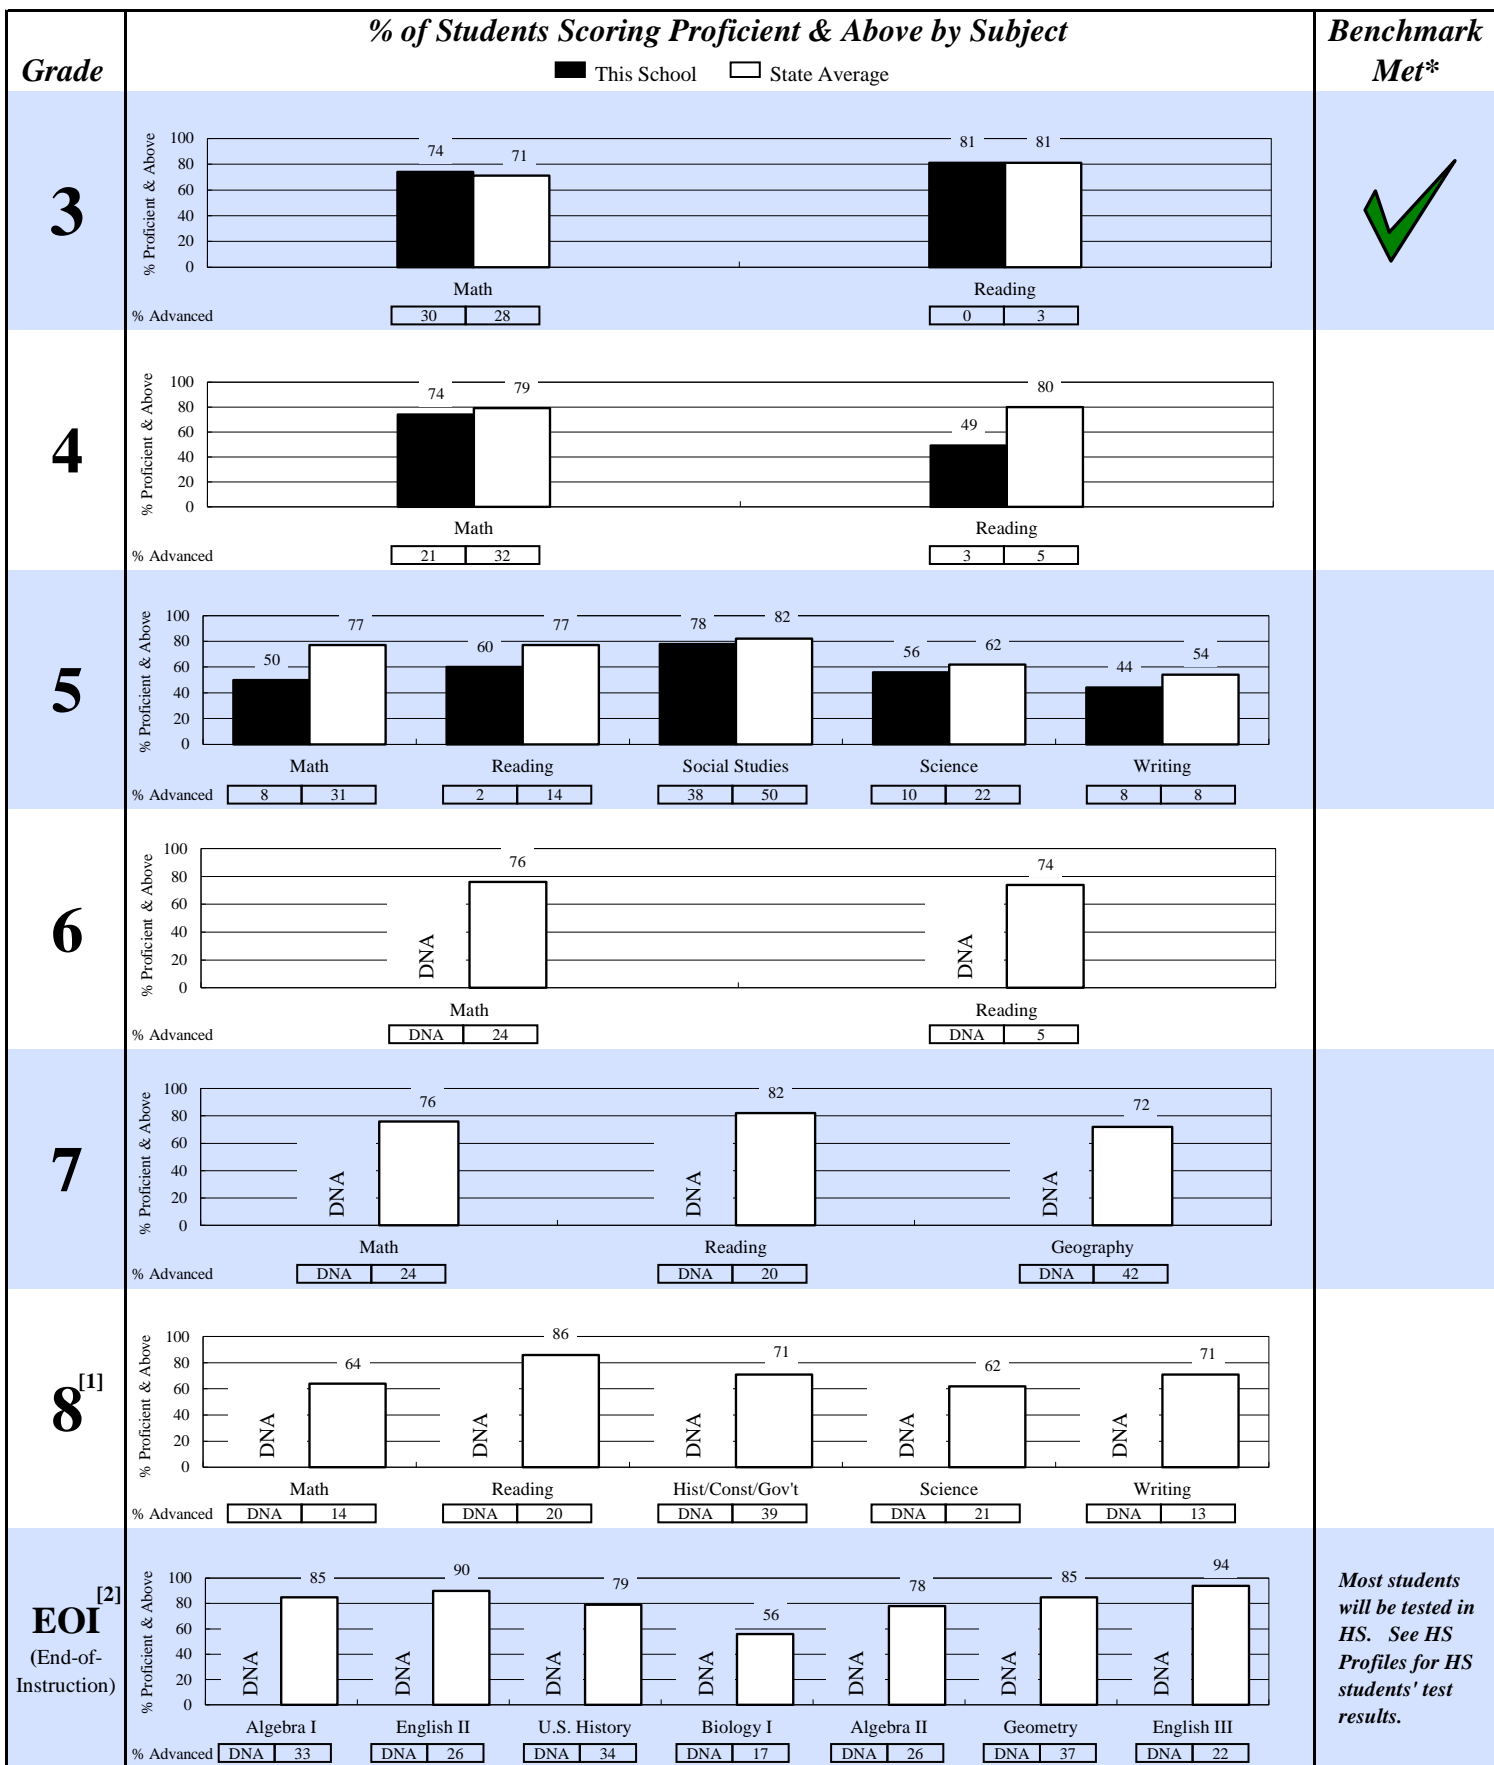 % of Students Scoring Proficient & Above by Subject
Benchmark
Met*
Grade
This School State Average
3
% Proficient & Above
100
80
60
40
20
0
74 71 81 81
Math Reading
% Advanced 30 28 0 3
4
% Proficient & Above
100
80
60
40
20
0
74 79 49 80
Math Reading
% Advanced 21 32 3 5
5
% Proficient & Above
100
80
60
40
20
0
50 77 60 77 78 82 56 62 44 54
Math Reading Social Studies Science Writing
% Advanced 8 31 2 14 38 50 10 22 8 8
6
% Proficient & Above
100
80
60
40
20
0
DNA 76 DNA 74
Math Reading
% Advanced DNA 24 DNA 5
7
% Proficient & Above
100
80
60
40
20
0
DNA 76 DNA 82 DNA 72
Math Reading Geography
% Advanced DNA 24 DNA 20 DNA 42
8[1]
% Proficient & Above
100
80
60
40
20
0
DNA 64 DNA 86 DNA 71 DNA 62 DNA 71
Math Reading Hist/Const/Gov't Science Writing
% Advanced DNA 14 DNA 20 DNA 39 DNA 21 DNA 13
EOI[2]
(End-of-
Instruction)
% Proficient & Above
100
80
60
40
20
0
DNA 85 DNA 90 DNA 79 DNA 56 DNA 78 DNA 85 DNA 94
Algebra I English II U.S. History Biology I Algebra II Geometry English III
% Advanced DNA 33 DNA 26 DNA 34 DNA 17 DNA 26 DNA 37 DNA 22
Most students
will be tested in
HS. See HS
Profiles for HS
students' test
results.